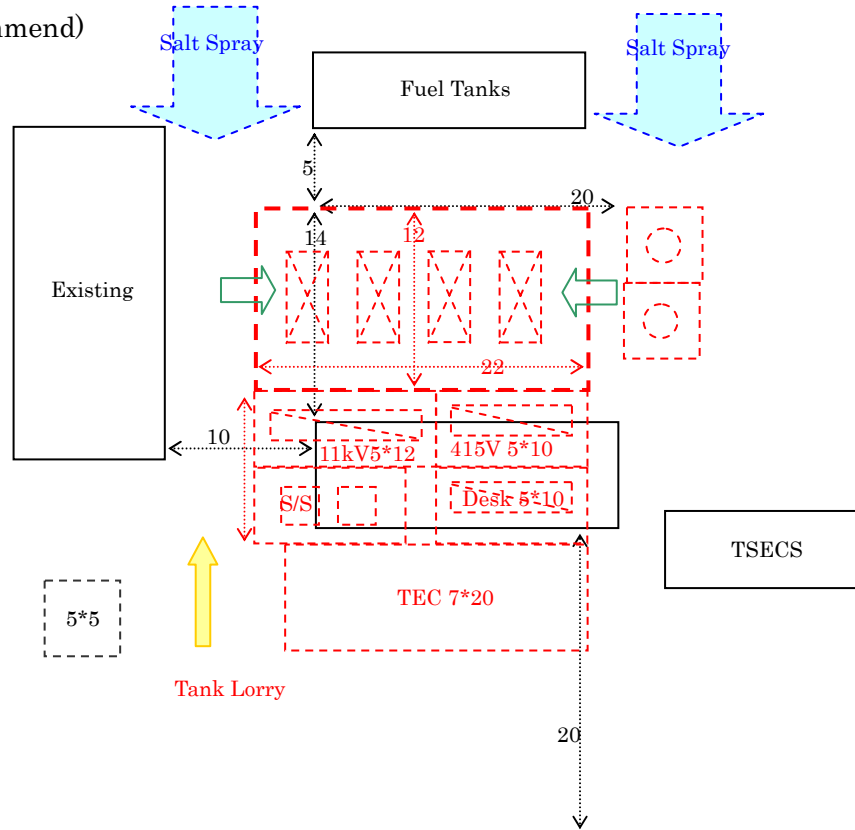 mmend)
Salt Spray
Salt Spray
Fuel Tanks
5
20
14
12
Existing
22
10
11kV5*12
415V 5*10
S/S
Desk 5*10
TSECS
5*5
TEC 7*20
Tank Lorry
20